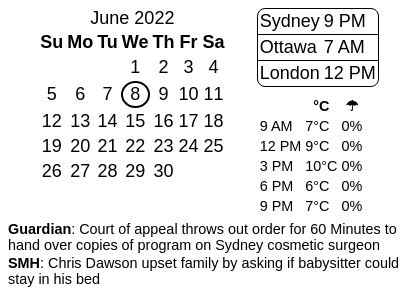 June 2022
Su Mo Tu We Th Fr Sa
1 2 3 4
5 6 7 8 9 10 11
12 13 14 15 16 17 18
19 20 21 22 23 24 25
26 27 28 29 30
Sydney 9 PM
Ottawa 7 AM
London 12 PM
°C ☂
9 AM 7°C 0%
12 PM 9°C 0%
3 PM 10°C 0%
6 PM 6°C 0%
9 PM 7°C 0%
Guardian: Court of appeal throws out order for 60 Minutes to
hand over copies of program on Sydney cosmetic surgeon
SMH: Chris Dawson upset family by asking if babysitter could
stay in his bed